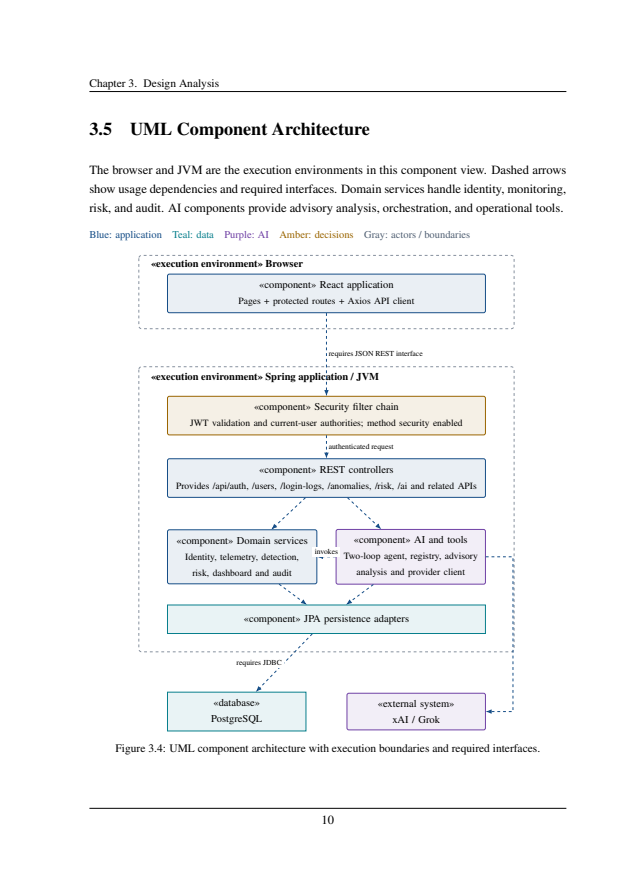 Chapter 3. Design Analysis
3.5 UML Component Architecture
The browser and JVM are the execution environments in this component view. Dashed arrows
show usage dependencies and required interfaces. Domain services handle identity, monitoring,
risk, and audit. AI components provide advisory analysis, orchestration, and operational tools.
Blue: application Teal: data Purple: AI Amber: decisions Gray: actors / boundaries
«execution environment» Browser
«component» React application
Pages + protected routes + Axios API client
requires JSON REST interface
«execution environment» Spring application / JVM
«component» Security filter chain
JWT validation and current-user authorities; method security enabled
authenticated request
«component» REST controllers
Provides /api/auth, /users, /login-logs, /anomalies, /risk, /ai and related APIs
«component» Domain services
Identity, telemetry, detection,
risk, dashboard and audit
invokes
«component» AI and tools
Two-loop agent, registry, advisory
analysis and provider client
«component» JPA persistence adapters
requires JDBC
«database»
PostgreSQL
«external system»
xAI / Grok
Figure 3.4: UML component architecture with execution boundaries and required interfaces.
10